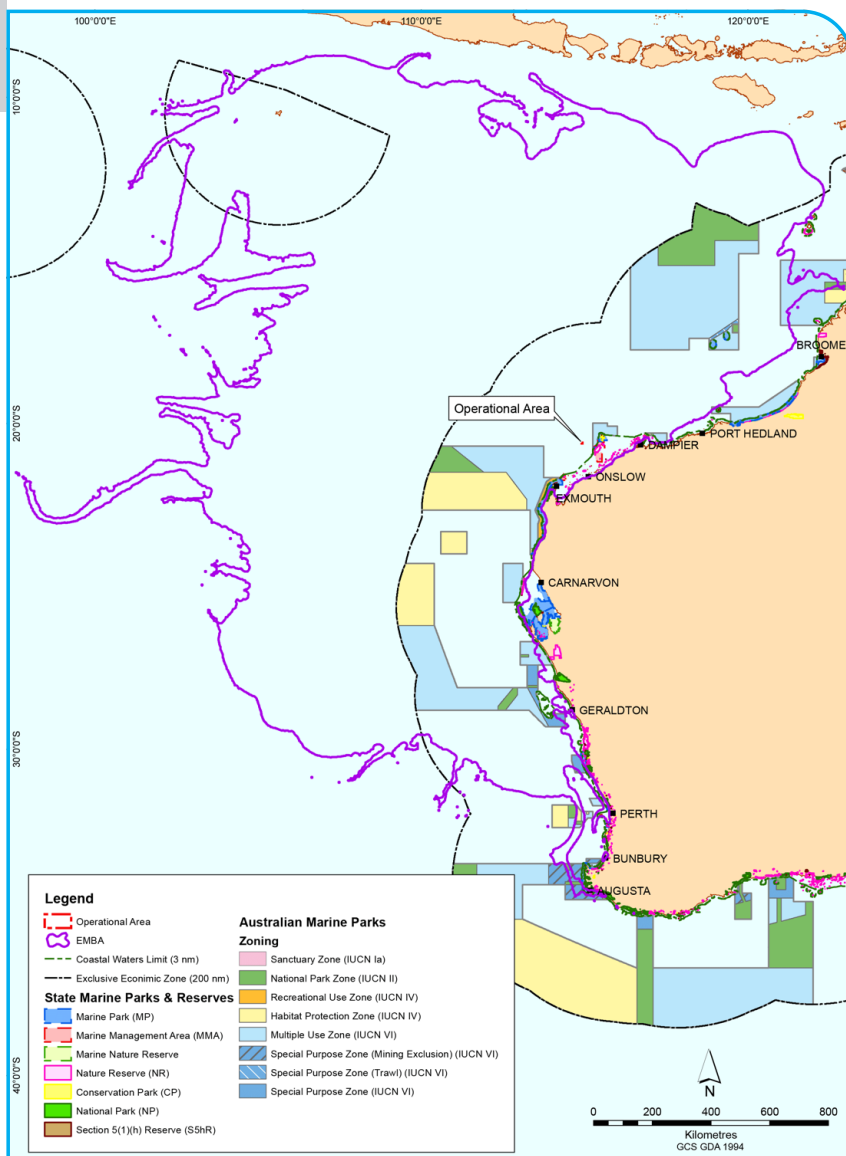 100°0'0"E
110°0'0"E
120°0'0"E
10°0'0"S
20°0'0"S
30°0'0"S
40°0'0"S
BROOME
Operational Area
PORT HEDLAND
DAMPIER
ONSLOW
EXMOUTH
CARNARVON
GERALDTON
PERTH
BUNBURY
AUGUSTA
Legend
Operational Area
EMBA
Coastal Waters Limit (3 nm)
Exclusive Econimic Zone (200 nm)
State Marine Parks & Reserves
Marine Park (MP)
Marine Management Area (MMA)
Marine Nature Reserve
Nature Reserve (NR)
Conservation Park (CP)
National Park (NP)
Section 5(1)(h) Reserve (S5hR)
Australian Marine Parks
Zoning
Sanctuary Zone (IUCN Ia)
National Park Zone (IUCN II)
Recreational Use Zone (IUCN IV)
Habitat Protection Zone (IUCN IV)
Multiple Use Zone (IUCN VI)
Special Purpose Zone (Mining Exclusion) (IUCN VI)
Special Purpose Zone (Trawl) (IUCN VI)
Special Purpose Zone (IUCN VI)
N
0 200 400 600 800
Kilometres
GCS GDA 1994